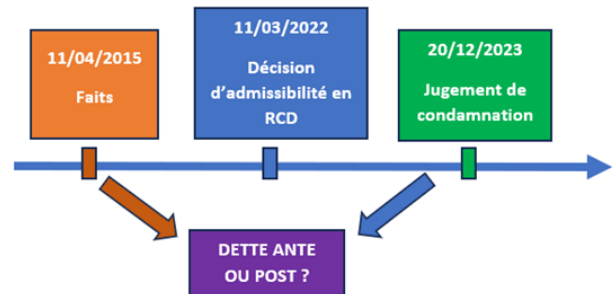 11/04/2015
Faits
11/03/2022
Décision
d'admissibilité en
RCD
20/12/2023
Jugement de
condamnation
DETTE ANTE
OU POST ?